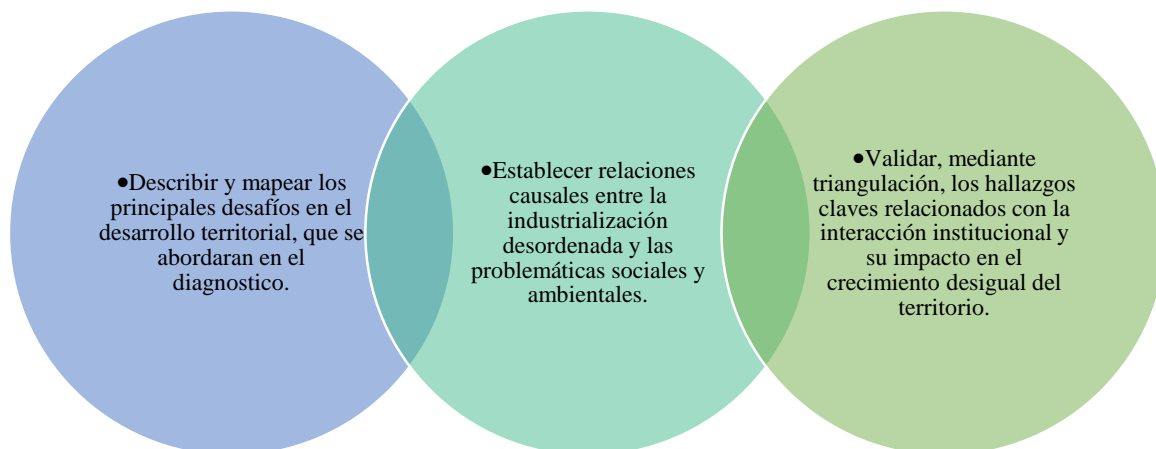 •Describir y mapear los
principales desafíos en el
desarrollo territorial, que se
abordaran en el
diagnostico.
•Establecer relaciones
causales entre la
industrialización
desordenada y las
problemáticas sociales y
ambientales.
•Validar, mediante
triangulación, los hallazgos
claves relacionados con la
interacción institucional y
su impacto en el
crecimiento desigual del
territorio.